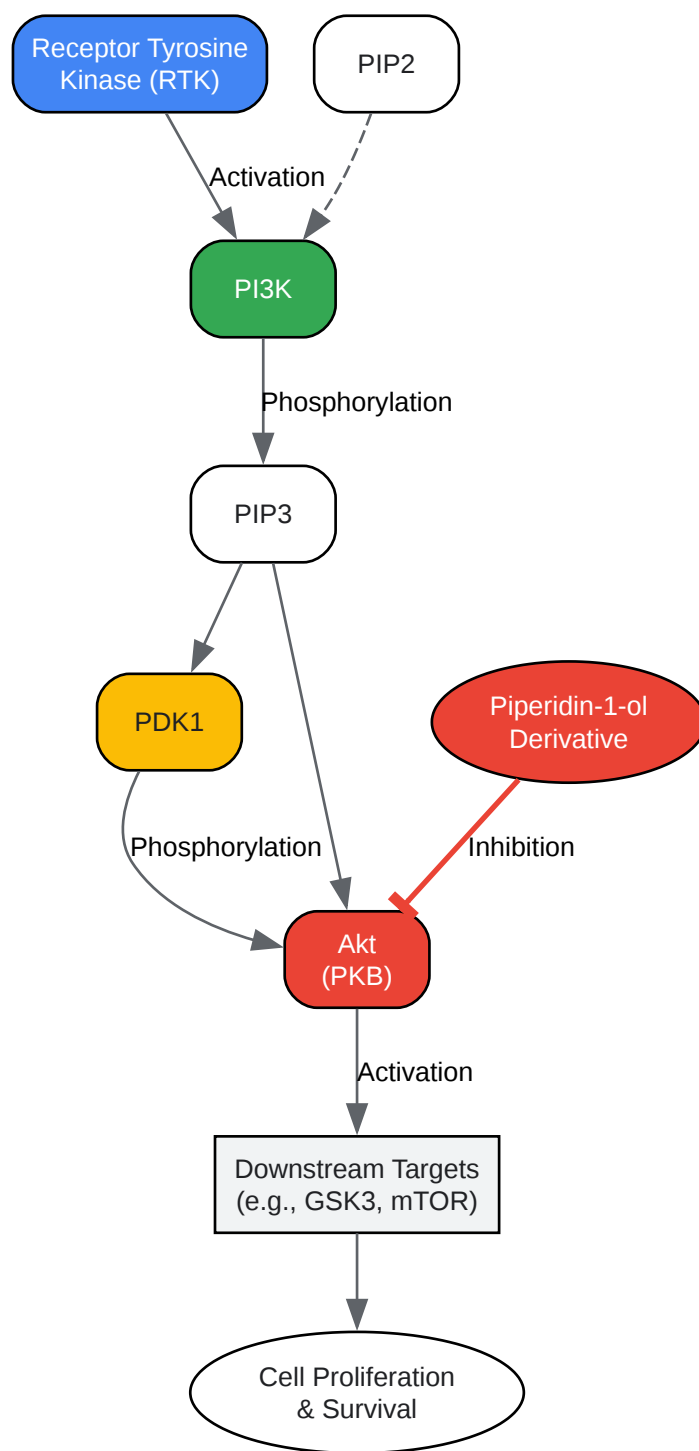 Receptor Tyrosine
Kinase (RTK)
PIP2
Activation
PI3K
Phosphorylation
PIP3
PDK1
Piperidin-1-ol
Derivative
Phosphorylation
Inhibition
Akt
(PKB)
Activation
Downstream Targets
(e.g., GSK3, mTOR)
Cell Proliferation
& Survival